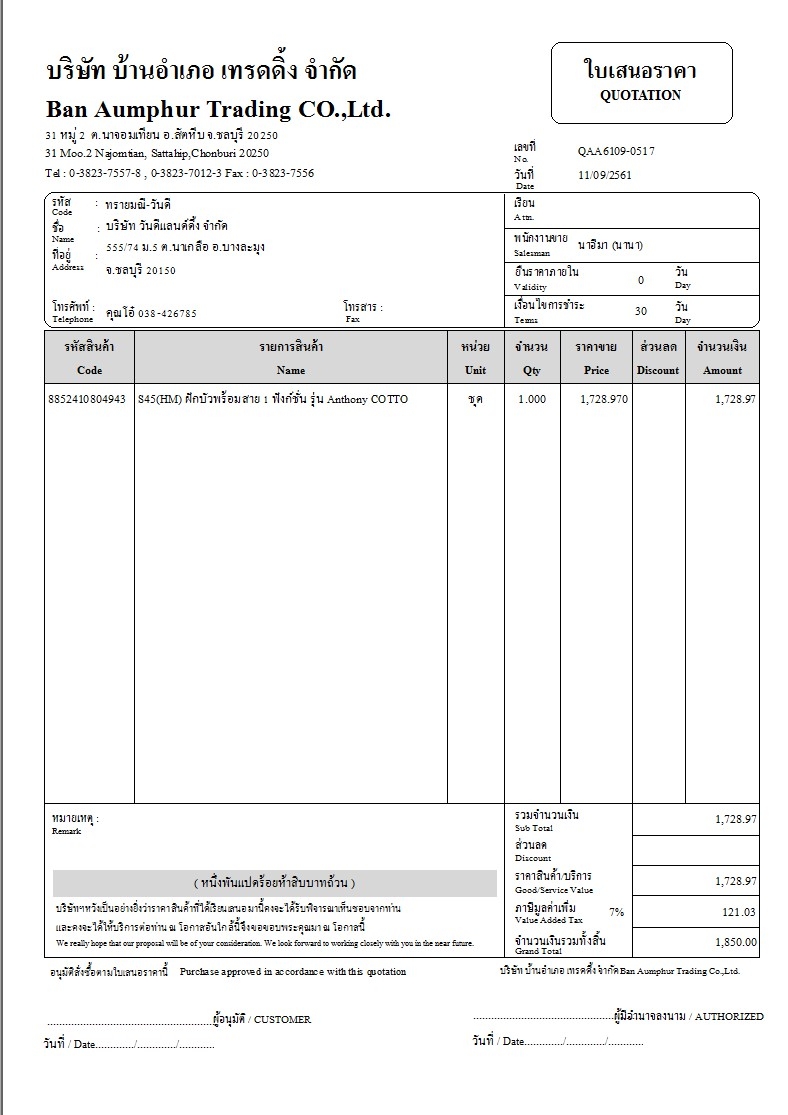 บริษัท บ้านอำเภอ เทรดดิ้ง จำกัด
Ban Aumphur Trading CO.,Ltd.
31 หมู่ 2 ต.นาจอมเทียน อ.สัตหีบ จ.ชลบุรี 20250
31 Moo.2 Najomtian, Sattahip,Chonburi 20250
Tel : 0-3823-7557-8 , 0-3823-7012-3 Fax : 0-3823-7556
ใบเสนอราคา
QUOTATION
เลขที่ QAA6109-0517
No.
วันที่ 11/09/2561
Date
รหัส : ทรายมณี-วันดี
Code
ชื่อ : บริษัท วันดีแลนด์ดิ้ง จำกัด
Name
ที่อยู่ : 555/74 ม.5 ต.นาเกลือ อ.บางละมุง
Address จ.ชลบุรี 20150
โทรศัพท์ : คุณโอ๋ 038-426785 โทรสาร :
Telephone Fax
เรียน
Attn.
พนักงานขาย นาฮีมา (นานา)
Salesman
ยืนราคาภายใน 0 วัน
Validity Day
เงื่อนไขการชำระ 30 วัน
Terms Day
รหัสสินค้า รายการสินค้า หน่วย จำนวน ราคาขาย ส่วนลด จำนวนเงิน
Code Name Unit Qty Price Discount Amount
8852410804943 S45(HM) ฝักบัวพร้อมสาย 1 ฟังก์ชั่น รุ่น Anthony COTTO ชุด 1.000 1,728.970 1,728.97
หมายเหตุ :
Remark
( หนึ่งพันแปดร้อยห้าสิบบาทถ้วน )
บริษัทฯหวังเป็นอย่างยิ่งว่าราคาสินค้าที่ได้เรียนเสนอมานี้คงจะได้รับพิจารณาเห็นชอบจากท่าน
และคงจะได้ให้บริการต่อท่าน ณ โอกาสอันใกล้นี้จึงขอขอบพระคุณมา ณ โอกาสนี้
We really hope that our proposal will be of your consideration. We look forward to working closely with you in the near future.
รวมจำนวนเงิน 1,728.97
Sub Total
ส่วนลด
Discount
ราคาสินค้า/บริการ 1,728.97
Good/Service Value
ภาษีมูลค่าเพิ่ม 7% 121.03
Value Added Tax
จำนวนเงินรวมทั้งสิ้น 1,850.00
Grand Total
อนุมัติสั่งซื้อตามใบเสนอราคานี้ Purchase approved in accordance with this quotation
บริษัท บ้านอำเภอ เทรดดิ้ง จำกัด Ban Aumphur Trading Co.,Ltd.
........................................................ผู้อนุมัติ / CUSTOMER
...............................................ผู้มีอำนาจลงนาม / AUTHORIZED
วันที่ / Date............./............./............
วันที่ / Date............./............./............